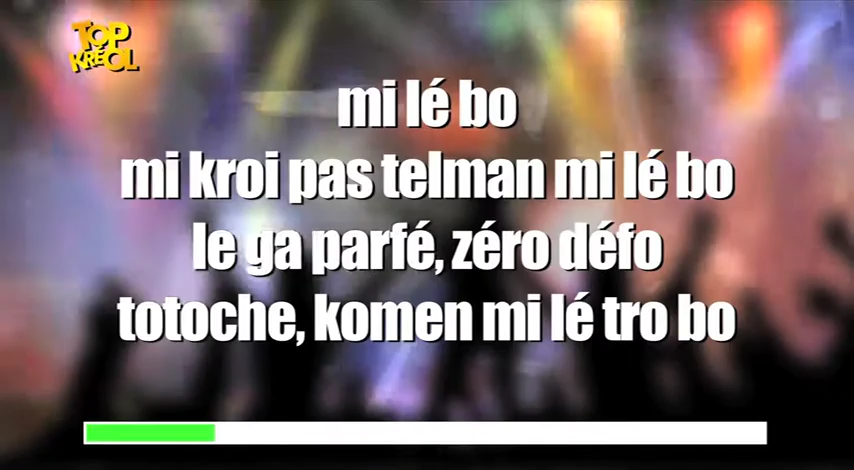 TOP
KRÉOL
mi lé bo
mi kroi pas telman mi lé bo
le ga parfé, zéro défo
totoche, komen mi lé tro bo